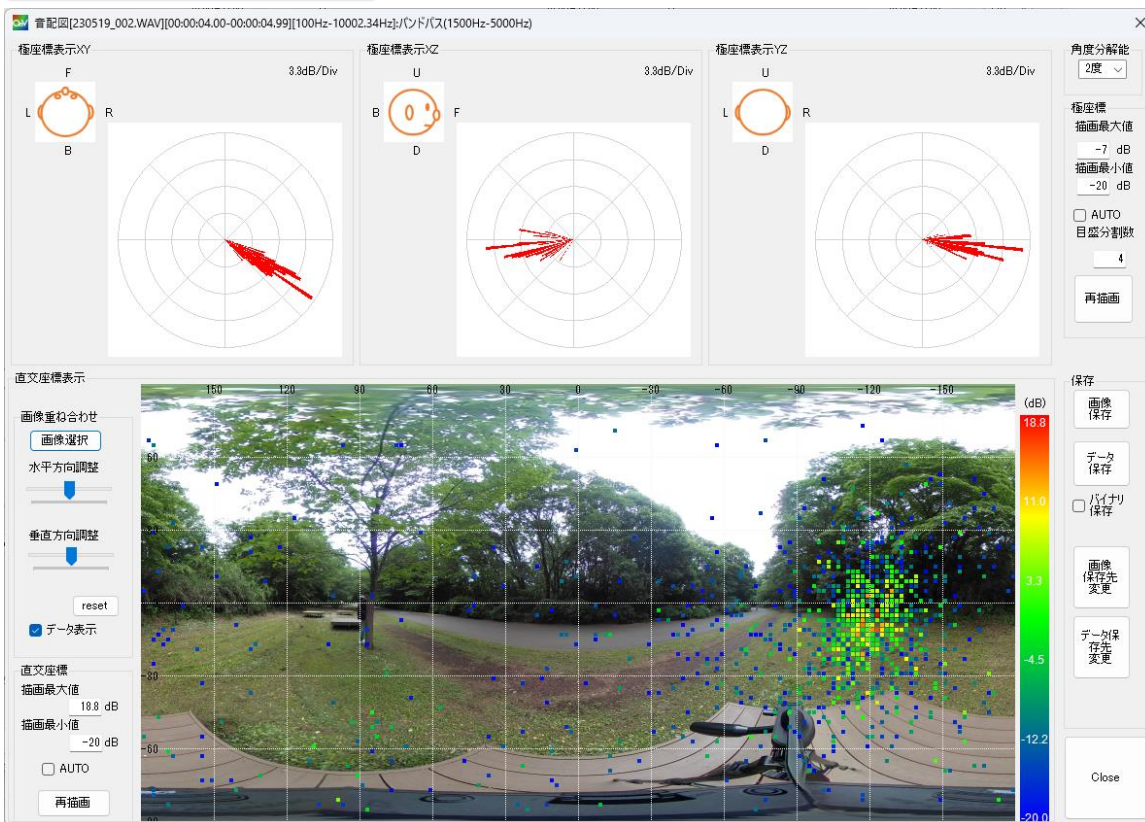 音配図[230519_002.WAV][00:00:04.00-00:00:04.99][100Hz-10002.34Hz]:バンドパス(1500Hz-5000Hz)
極座標表示XY
F
L
R
B
3.3dB/Div
極座標表示XZ
U
B
F
D
3.3dB/Div
極座標表示YZ
U
L
R
D
3.3dB/Div
角度分解能
2度
極座標
描画最大値
-7 dB
描画最小値
-20 dB
AUTO
目盛分割数
4
再描画
直交座標表示
画像重ね合わせ
画像選択
水平方向調整
垂直方向調整
reset
データ表示
直交座標
描画最大値
18.8 dB
描画最小値
-20 dB
AUTO
再描画
150 120 90 60 30 0 -30 -60 -90 -120 -150
60
-30
-60
-90
(dB)
18.8
11.0
3.3
-4.5
-12.2
-20.0
保存
画像
保存
データ
保存
バイナリ
保存
画像
保存先
変更
データ保
存先
変更
Close